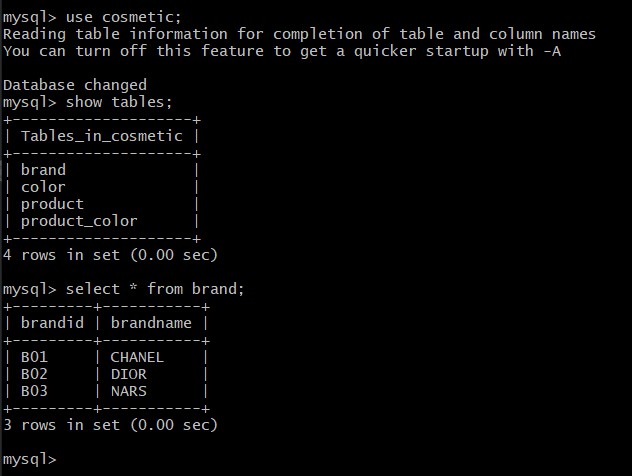 mysql> use cosmetic;
Reading table information for completion of table and column names
You can turn off this feature to get a quicker startup with -A

Database changed
mysql> show tables;
+--------------------+
| Tables_in_cosmetic |
+--------------------+
| brand              |
| color              |
| product            |
| product_color      |
+--------------------+
4 rows in set (0.00 sec)

mysql> select * from brand;
+---------+-----------+
| brandid | brandname |
+---------+-----------+
| B01     | CHANEL    |
| B02     | DIOR      |
| B03     | NARS      |
+---------+-----------+
3 rows in set (0.00 sec)

mysql>